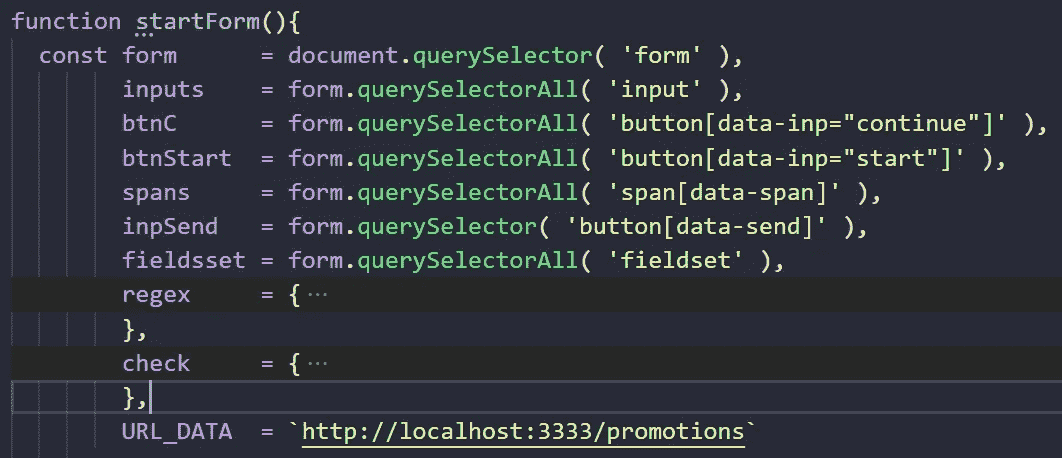 function startForm(){
  const form      = document.querySelector( 'form' ),
        inputs    = form.querySelectorAll( 'input' ),
        btnC      = form.querySelectorAll( 'button[data-inp="continue"]' ),
        btnStart  = form.querySelectorAll( 'button[data-inp="start"]' ),
        spans     = form.querySelectorAll( 'span[data-span]' ),
        inpSend   = form.querySelector( 'button[data-send]' ),
        fieldsset = form.querySelectorAll( 'fieldset' ),
        regex     = { ···
        },
        check     = { ···
        },
        URL_DATA  = `http://localhost:3333/promotions`